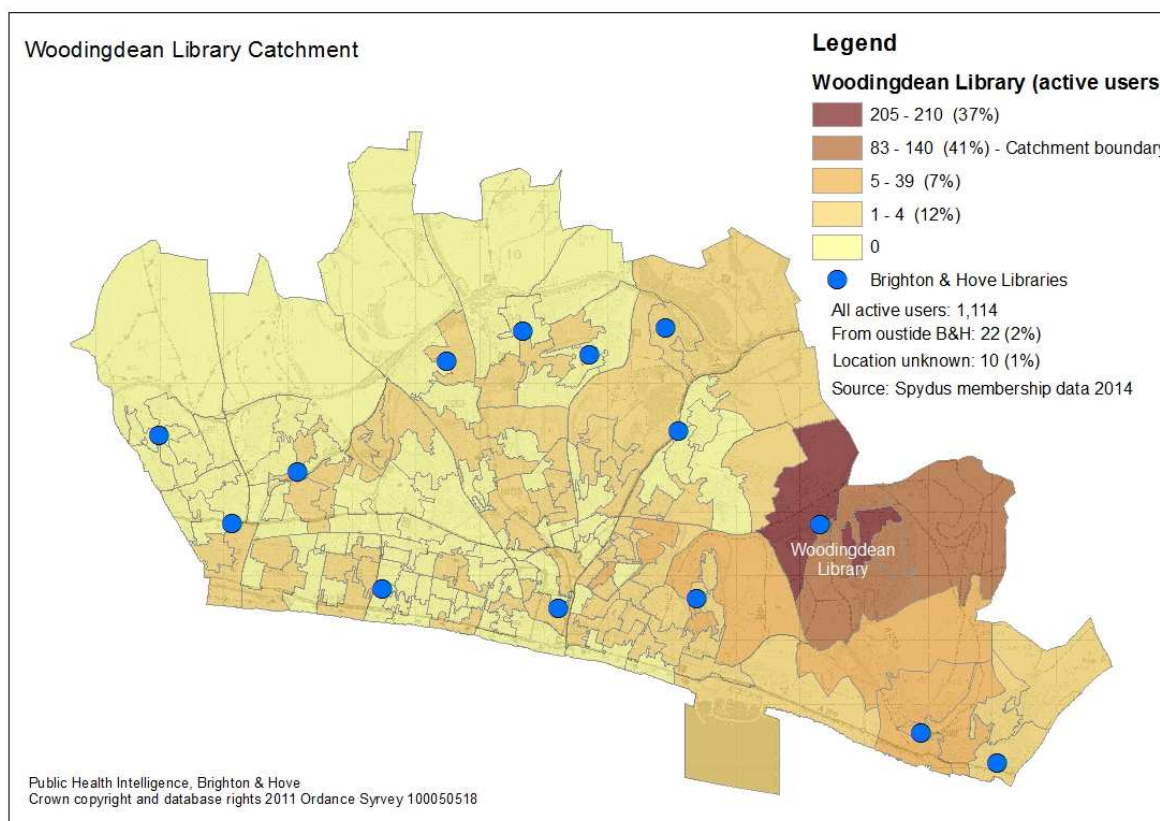 Woodingdean Library Catchment
Legend
Woodingdean Library (active users
205 - 210 (37%)
83 - 140 (41%) - Catchment boundary
5 - 39 (7%)
1 - 4 (12%)
0
Brighton & Hove Libraries
All active users: 1,114
From oustide B&H: 22 (2%)
Location unknown: 10 (1%)
Source: Spydus membership data 2014
Woodingdean
Library
Public Health Intelligence, Brighton & Hove
Crown copyright and database rights 2011 Ordance Syrvey 100050518